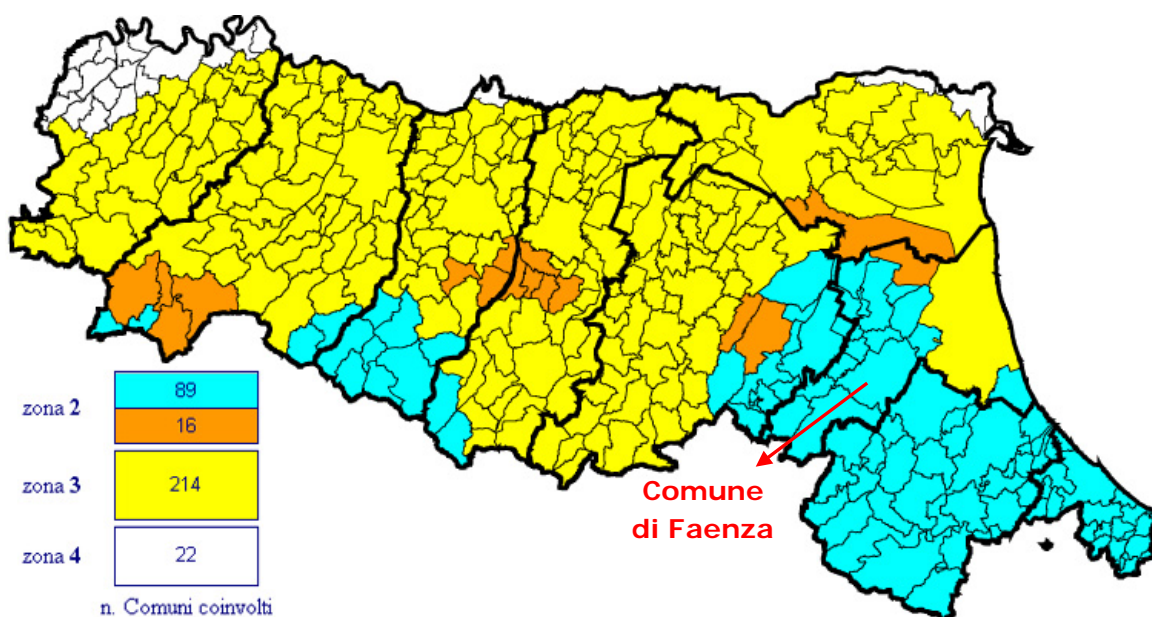 zona 2
89
16
zona 3
214
zona 4
22
n. Comuni coinvolti
Comune
di Faenza